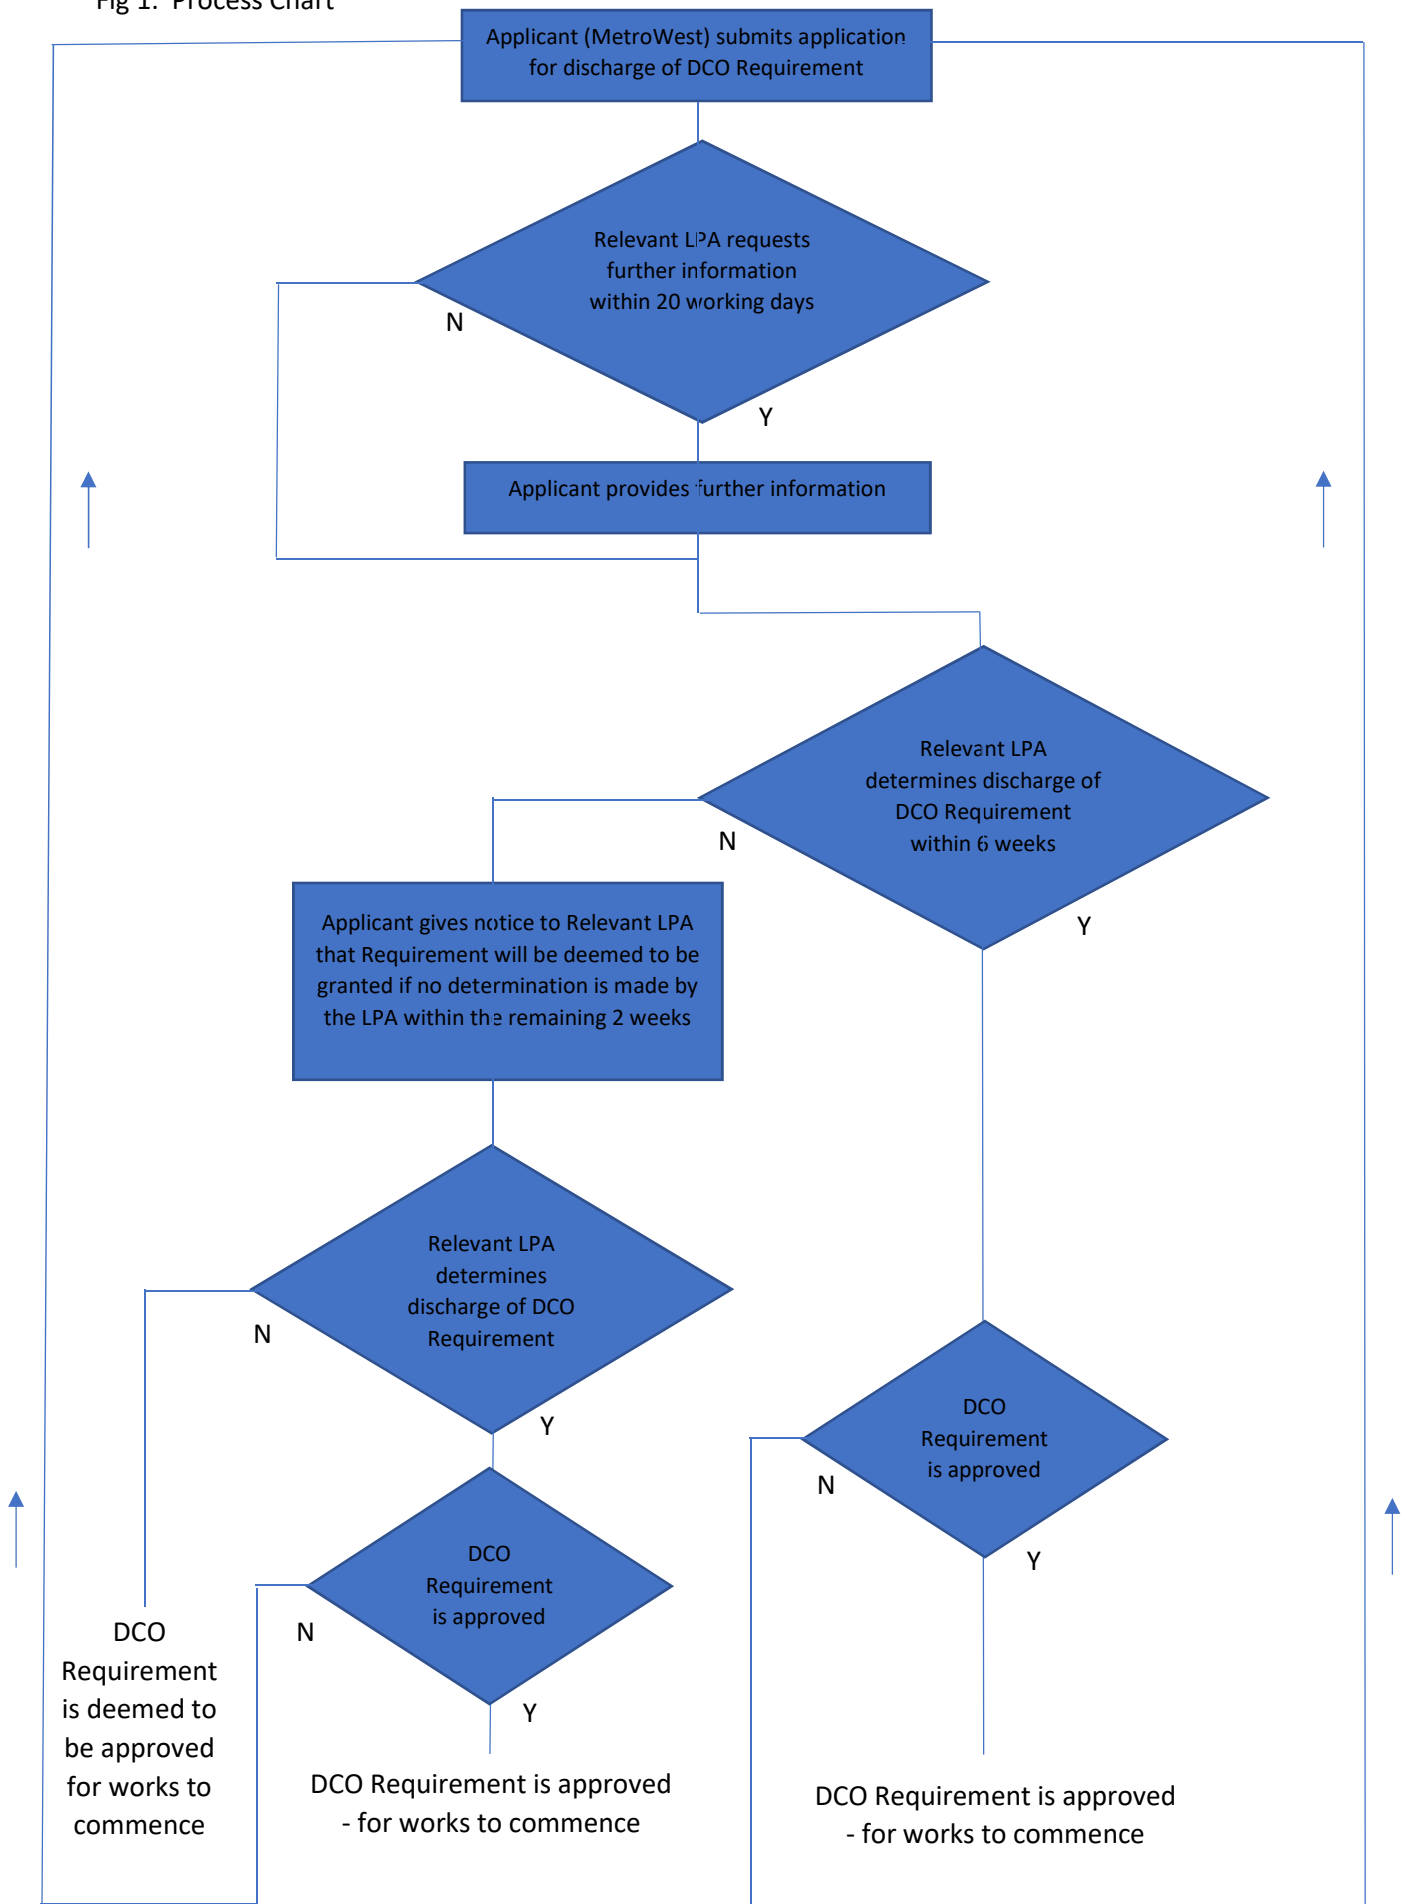 Fig 1. Process Chart
Applicant (MetroWest) submits application
for discharge of DCO Requirement
Relevant LPA requests
further information
within 20 working days
N
Y
Applicant provides further information
Relevant LPA
determines discharge of
DCO Requirement
within 6 weeks
N
Y
Applicant gives notice to Relevant LPA
that Requirement will be deemed to be
granted if no determination is made by
the LPA within the remaining 2 weeks
Relevant LPA
determines
discharge of DCO
Requirement
N
Y
DCO
Requirement
is approved
N
Y
DCO
Requirement
is approved
N
Y
DCO
Requirement
is deemed to
be approved
for works to
commence
DCO Requirement is approved
- for works to commence
DCO Requirement is approved
- for works to commence